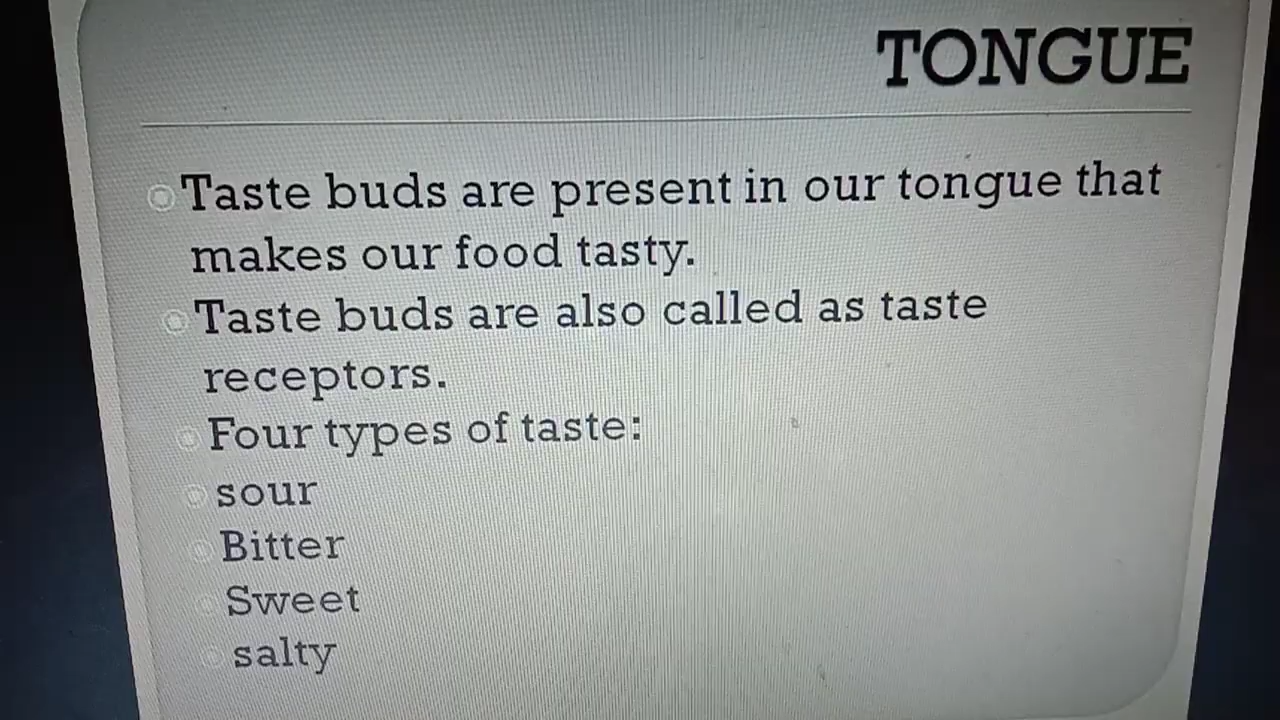 TONGUE
Taste buds are present in our tongue that
makes our food tasty.
Taste buds are also called as taste
receptors.
Four types of taste:
sour
Bitter
Sweet
salty